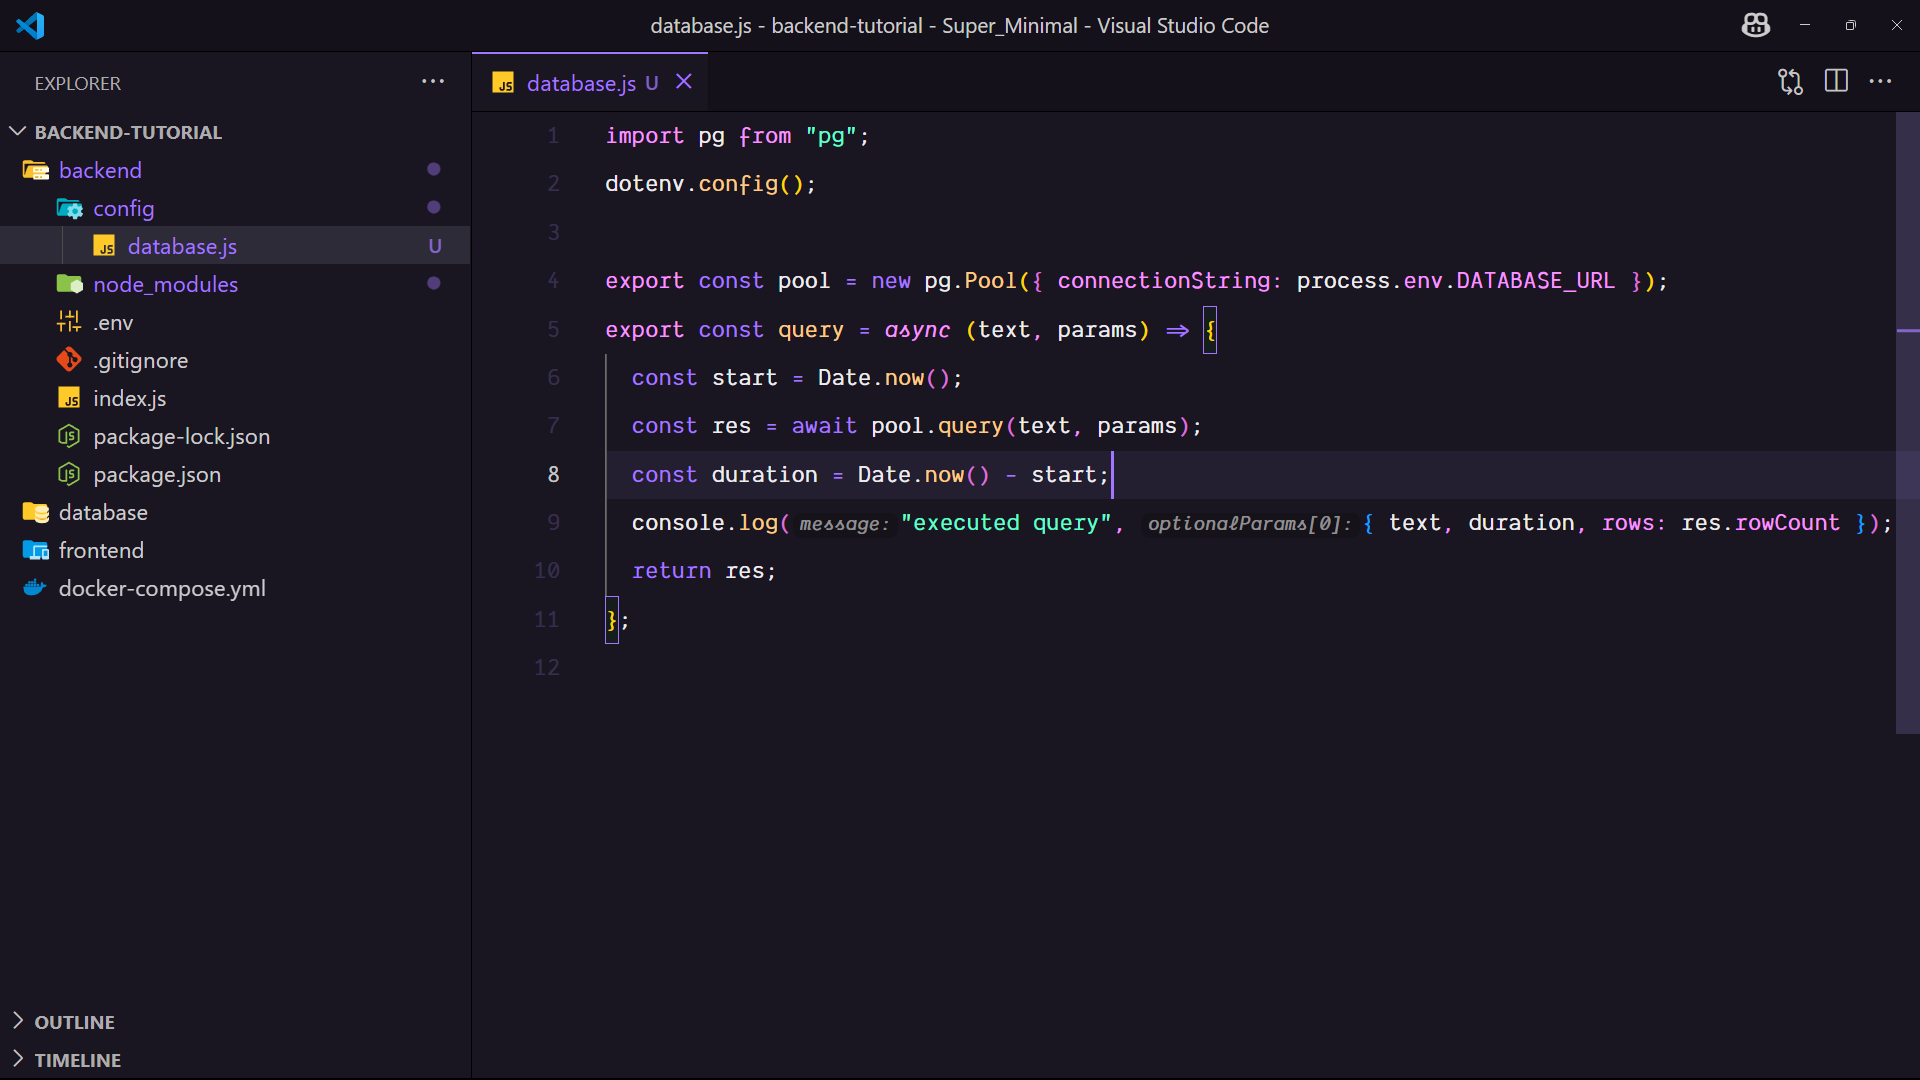 database.js - backend-tutorial - Super_Minimal - Visual Studio Code
EXPLORER
BACKEND-TUTORIAL
backend
config
JS database.js U
node_modules
.env
.gitignore
JS index.js
JS package-lock.json
JS package.json
database
frontend
docker-compose.yml
OUTLINE
TIMELINE
JS database.js U
1 import pg from "pg";
2 dotenv.config();
3
4 export const pool = new pg.Pool({ connectionString: process.env.DATABASE_URL });
5 export const query = async (text, params) => {
6 const start = Date.now();
7 const res = await pool.query(text, params);
8 const duration = Date.now() - start;
9 console.log( message: "executed query", optionalParams[0]: { text, duration, rows: res.rowCount });
10 return res;
11 };
12